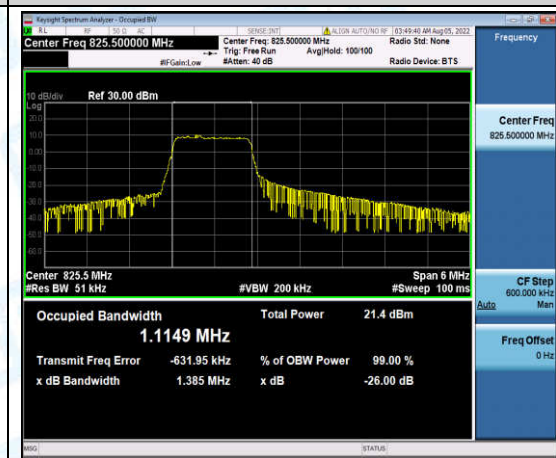 Keysight Spectrum Analyzer - Occupied BW
RL RF 50 Ω AC SENSE:INT ALIGN AUTO/NO RF 03:49:40 AM Aug 05, 2022
Center Freq 825.500000 MHz Center Freq: 825.500000 MHz Radio Std: None Frequency
Trig: Free Run Avg|Hold: 100/100
#IFGain:Low #Atten: 40 dB Radio Device: BTS
10 dB/div Ref 30.00 dBm
Log
20.0
10.0
0.00
-10.0
-20.0
-30.0
-40.0
-50.0
-60.0
Center Freq
825.500000 MHz
Center 825.5 MHz Span 6 MHz
#Res BW 51 kHz #VBW 200 kHz #Sweep 100 ms
CF Step
600.000 kHz
Auto Man
Occupied Bandwidth Total Power 21.4 dBm
1.1149 MHz
Freq Offset
0 Hz
Transmit Freq Error -631.95 kHz % of OBW Power 99.00 %
x dB Bandwidth 1.385 MHz x dB -26.00 dB
MSG STATUS